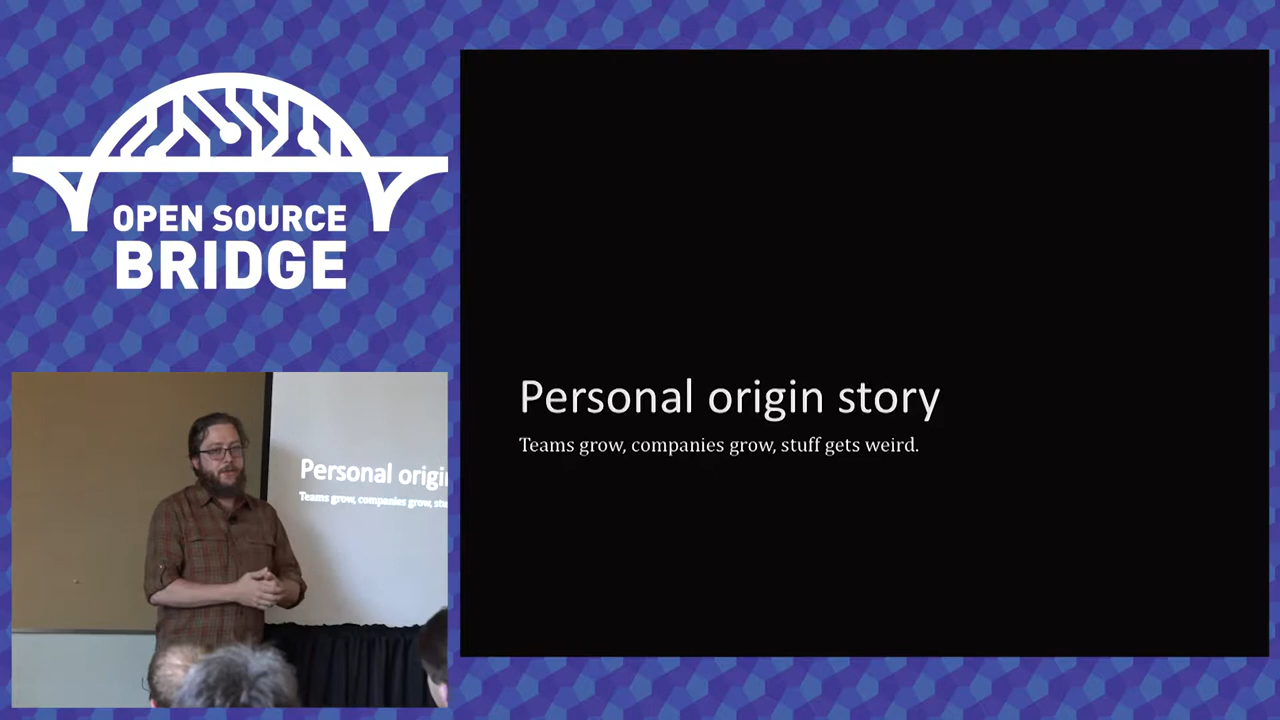 OPEN SOURCE
BRIDGE
Personal origin story
Teams grow, companies grow, stuff gets weird.
Personal origi
Teams grow, companies grow, stu